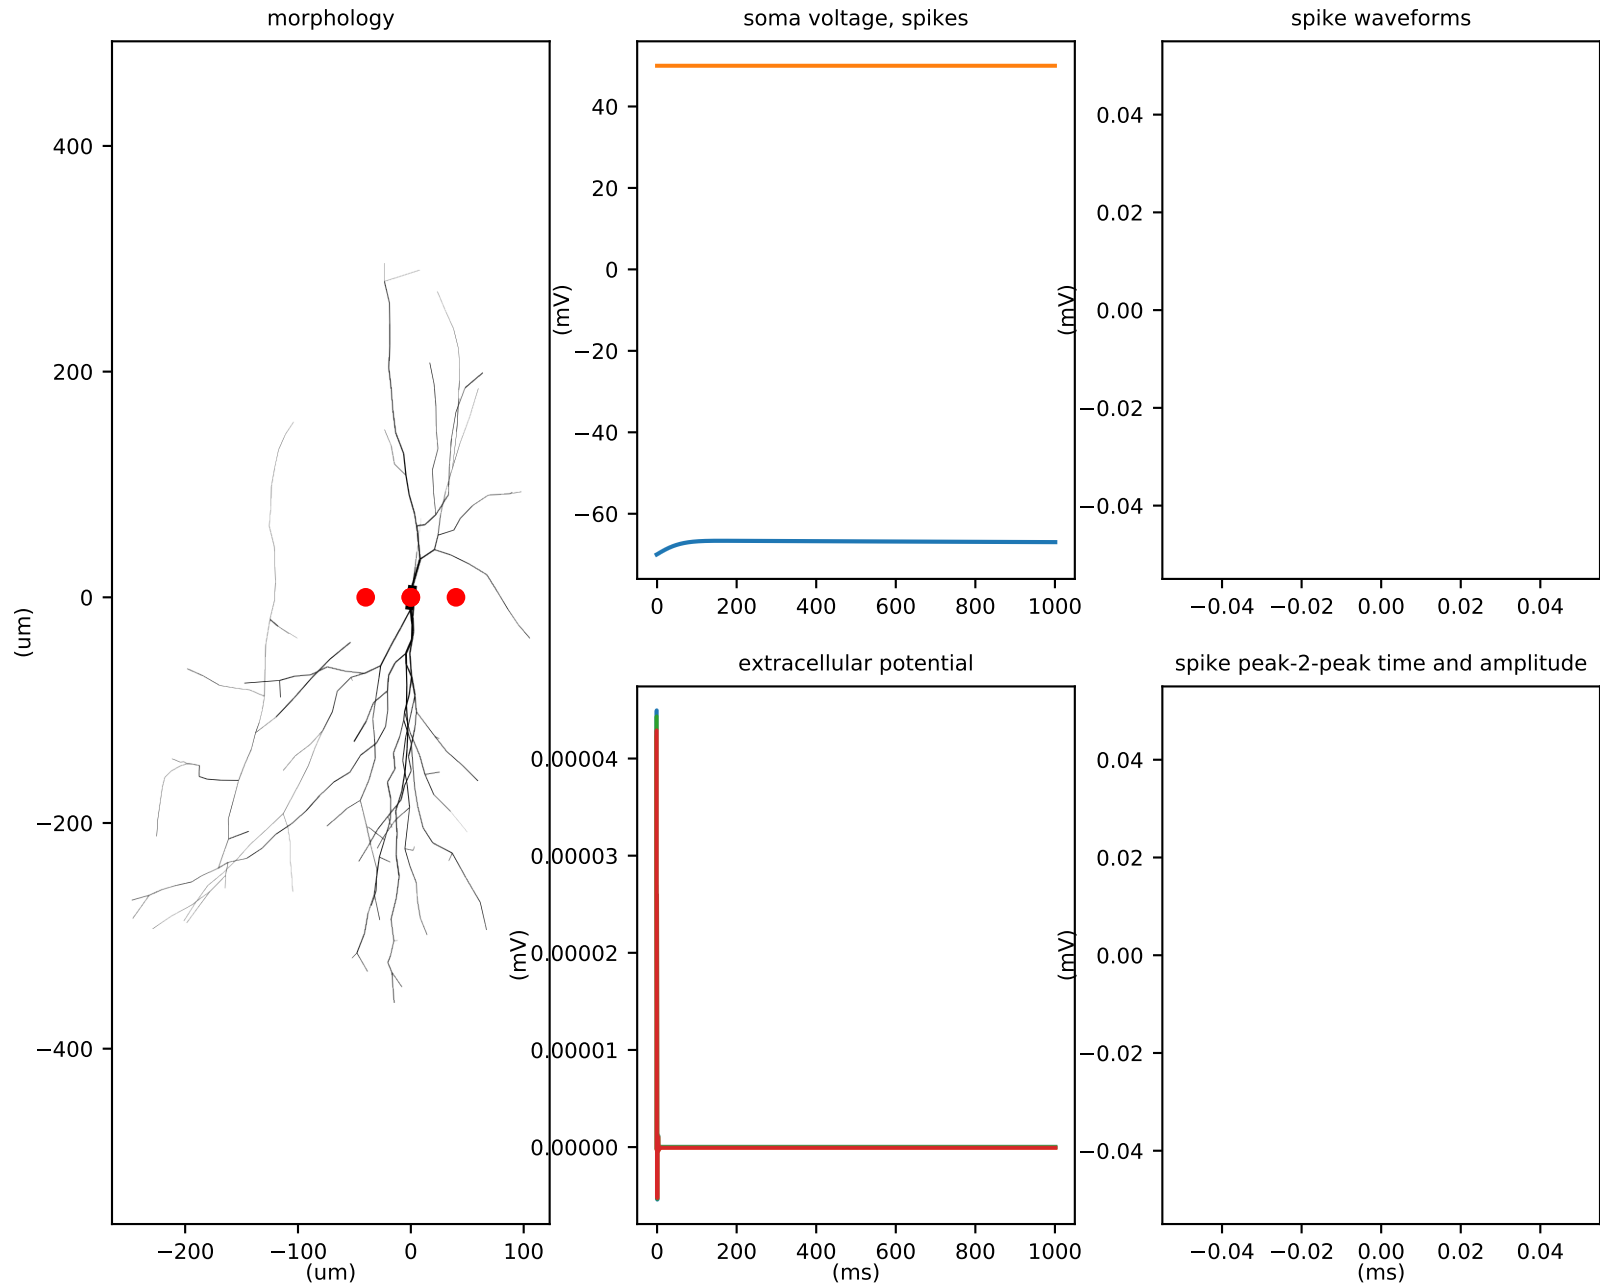 morphology
400
200
0
−200
−400
(um)
−200 −100 0 100
(um)
soma voltage, spikes
40
20
0
−20
−40
−60
(mV)
0 200 400 600 800 1000
spike waveforms
0.04
0.02
0.00
−0.02
−0.04
(mV)
−0.04 −0.02 0.00 0.02 0.04
extracellular potential
0.00004
0.00003
0.00002
0.00001
0.00000
(mV)
0 200 400 600 800 1000
(ms)
spike peak-2-peak time and amplitude
0.04
0.02
0.00
−0.02
−0.04
(mV)
−0.04 −0.02 0.00 0.02 0.04
(ms)